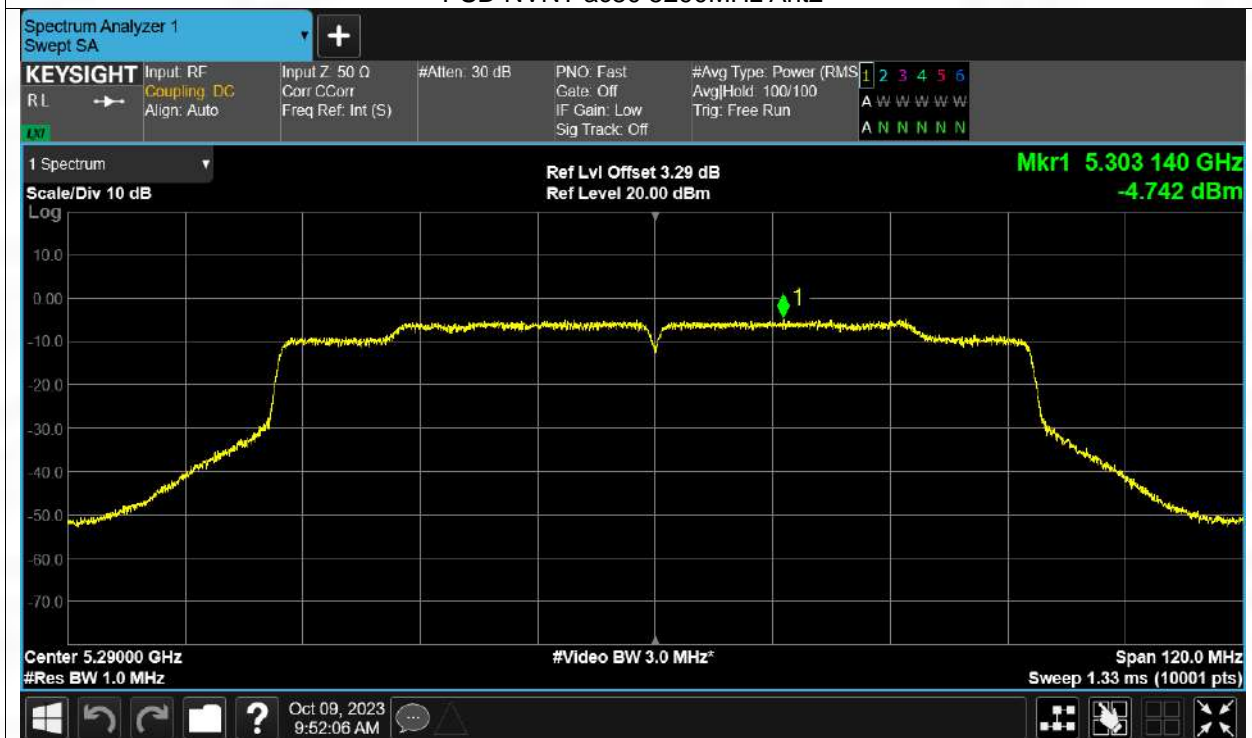 Spectrum Analyzer 1
Swept SA
+
KEYSIGHT
RL
LXI
Input: RF
Coupling: DC
Align: Auto
Input Z: 50 Ω
Corr CCorr
Freq Ref: Int (S)
#Atten: 30 dB
PNO: Fast
Gate: Off
IF Gain: Low
Sig Track: Off
#Avg Type: Power (RMS
Avg|Hold: 100/100
Trig: Free Run
1 2 3 4 5 6
A W W W W W
A N N N N N
1 Spectrum
Scale/Div 10 dB
Log
Ref Lvl Offset 3.29 dB
Ref Level 20.00 dBm
Mkr1 5.303 140 GHz
-4.742 dBm
10.0
0.00
-10.0
-20.0
-30.0
-40.0
-50.0
-60.0
-70.0
1
Center 5.29000 GHz
#Res BW 1.0 MHz
#Video BW 3.0 MHz*
Span 120.0 MHz
Sweep 1.33 ms (10001 pts)
?
Oct 09, 2023
9:52:06 AM